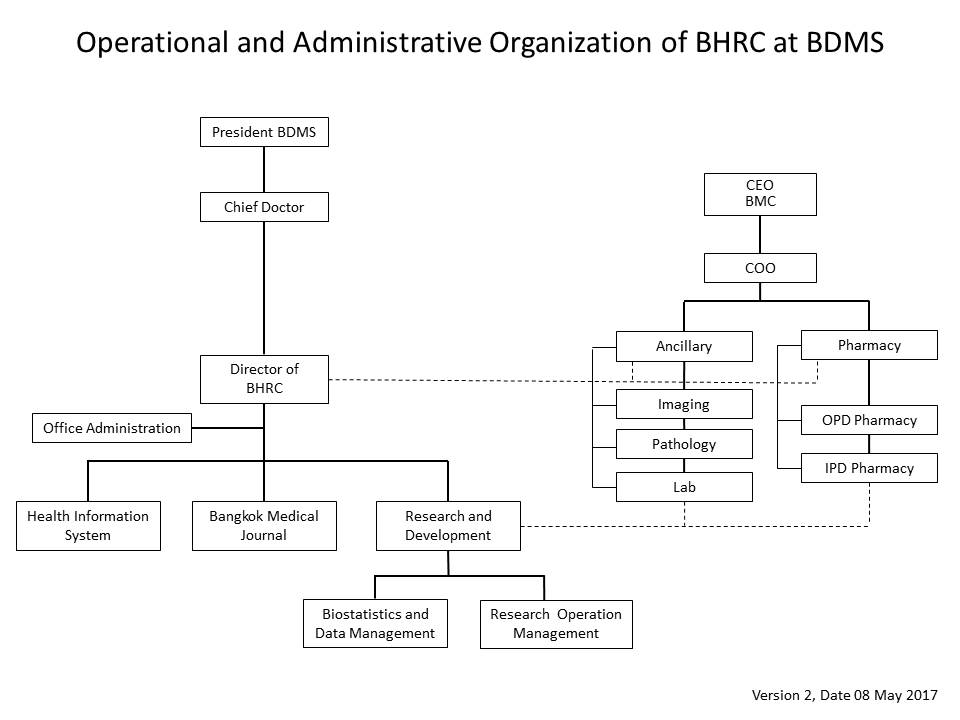 Operational and Administrative Organization of BHRC at BDMS
President BDMS
Chief Doctor
CEO
BMC
COO
Director of
BHRC
Ancillary
Pharmacy
Imaging
OPD Pharmacy
Office Administration
Pathology
IPD Pharmacy
Lab
Health Information
System
Bangkok Medical
Journal
Research and
Development
Biostatistics and
Data Management
Research Operation
Management
Version 2, Date 08 May 2017